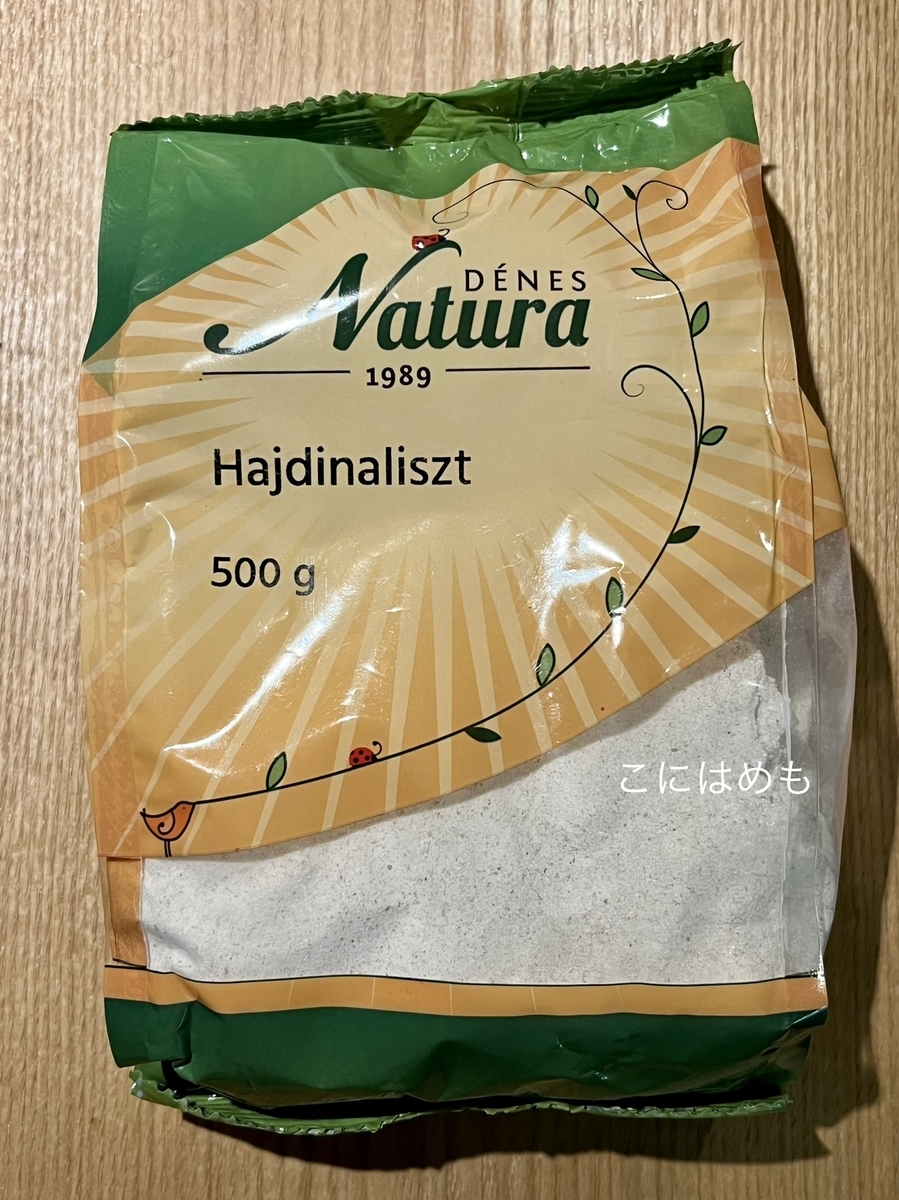 DÉNES
Natura
1989
Hajdinaliszt
500 g
こにはめも